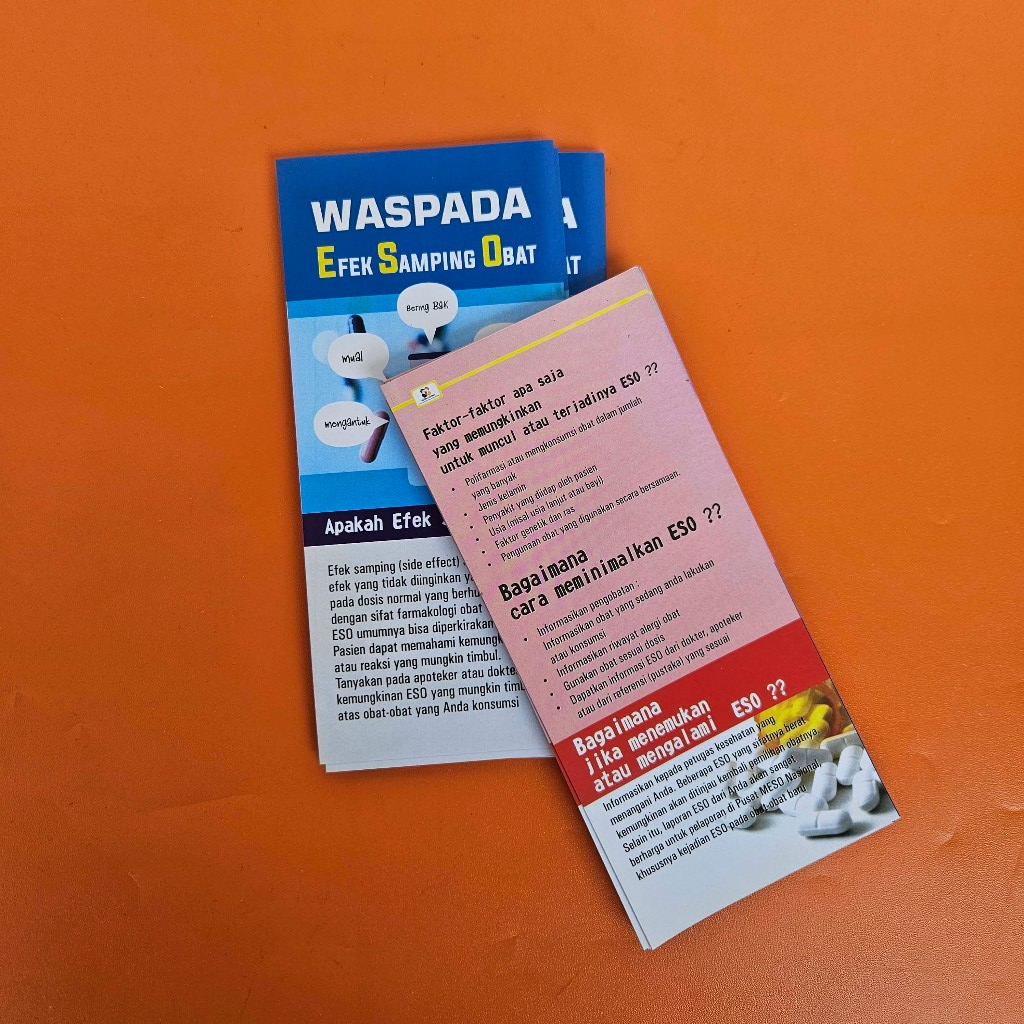 WASPADA
EFEK SAMPING OBAT
A
AT
Bering BAK
mual
mengantuk
Apakah Efek
Efek samping (side effect)
efek yang tidak diinginkan
pada dosis normal yang
dengan sifat farmakologi obat
ESO umumnya bisa diperkirakan
Pasien dapat memahami
atau reaksi yang mungkin timbul.
Tanyakan pada apoteker atau
kemungkinan ESO yang mungkin
atas obat-obat yang Anda konsumsi
Faktor-faktor apa saja
yang memungkinkan
untuk muncul atau terjadinya ESO ??
• Polifarmasi atau mengkonsumsi obat dalam jumlah
yang banyak
• Jenis kelamin
• Penyakit yang diidap oleh pasien
• Usia (misal usia lanjut atau bayi)
• Faktor genetik dan ras
• Pengunaan obat yang digunakan secara bersamaan.
Bagaimana
cara meminimalkan ESO ??
• Informasikan pengobatan :
Informasikan obat yang sedang anda lakukan
atau konsumsi
• Informasikan riwayat alergi obat
• Gunakan obat sesuai dosis
• Dapatkan informasi ESO dari dokter, apoteker
atau dari referensi (pustaka) yang sesuai
Bagaimana
jika menemukan
atau mengalami ESO ??
Informasikan kepada petugas kesehatan yang
menangani Anda. Beberapa ESO yang sifatnya berat
kemungkinan akan ditinjau kembali pemilihan obatnya.
Selain itu, laporan ESO dari Anda akan sangat
berharga untuk pelaporan di Pusat MESO Nasional,
khususnya kejadian ESO pada obat-obat baru